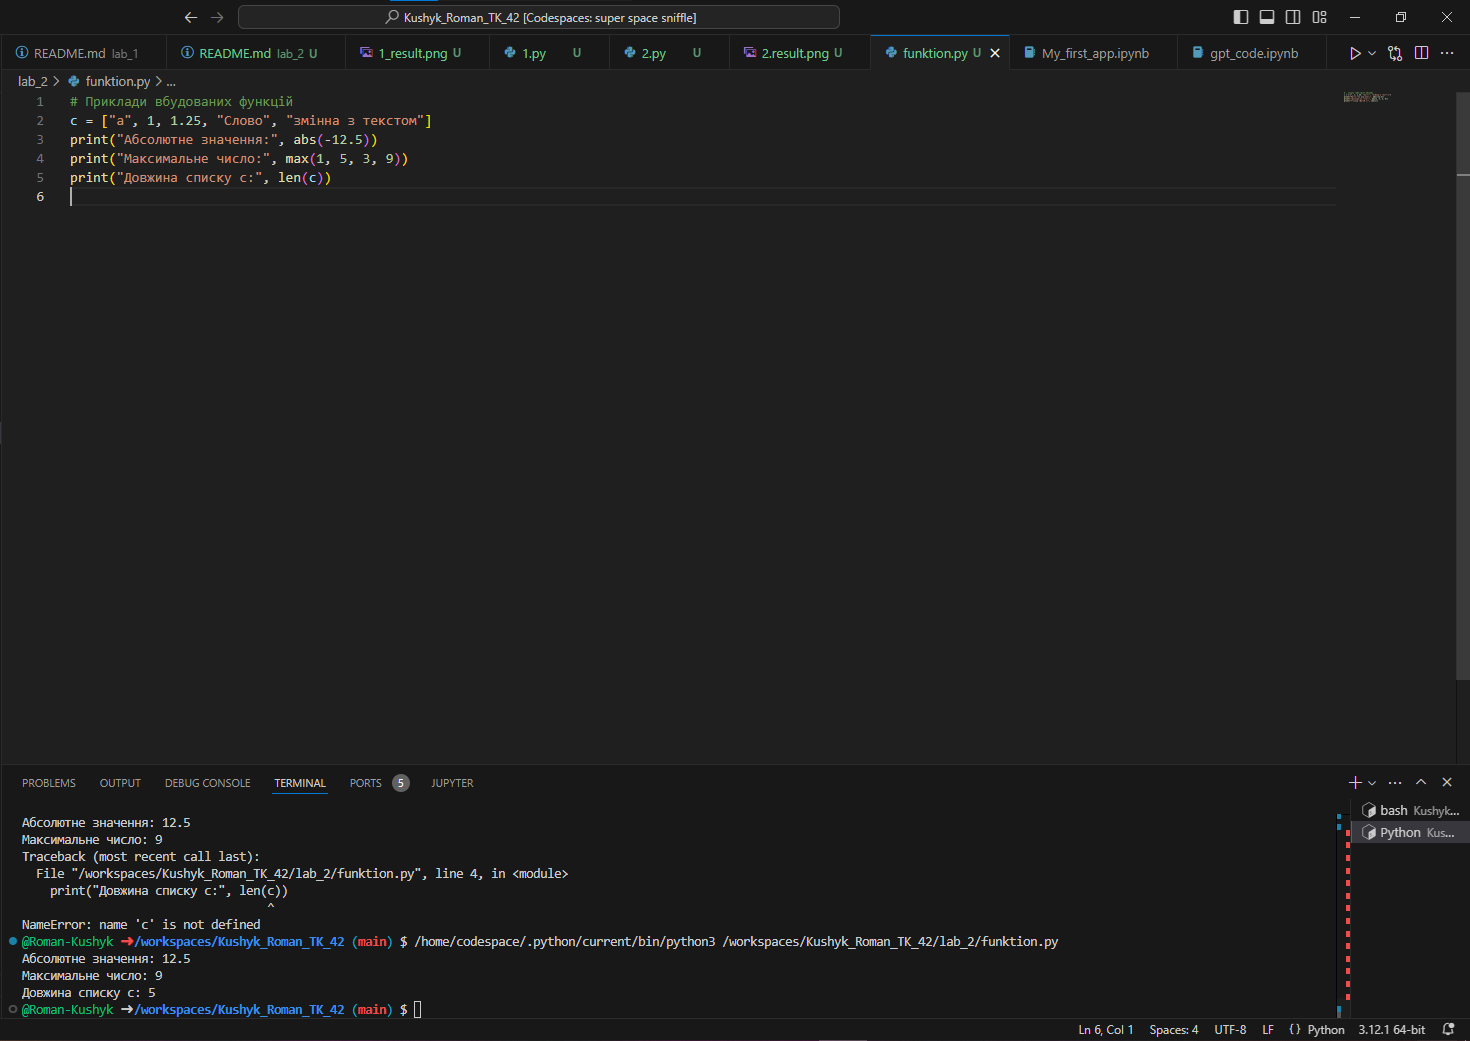 Kushyk_Roman_TK_42 [Codespaces: super space sniffle]
README.md lab_1
README.md lab_2 U
1_result.png U
1.py U
2.py U
2.result.png U
funktion.py U
My_first_app.ipynb
gpt_code.ipynb
lab_2 > funktion.py > ...
1 # Приклади вбудованих функцій
2 c = ["a", 1, 1.25, "Слово", "змінна з текстом"]
3 print("Абсолютне значення:", abs(-12.5))
4 print("Максимальне число:", max(1, 5, 3, 9))
5 print("Довжина списку c:", len(c))
6
PROBLEMS OUTPUT DEBUG CONSOLE TERMINAL PORTS 5 JUPYTER
bash Kushyk...
Python Kus...
Абсолютне значення: 12.5
Максимальне число: 9
Traceback (most recent call last):
File "/workspaces/Kushyk_Roman_TK_42/lab_2/funktion.py", line 4, in <module>
print("Довжина списку c:", len(c))
^
NameError: name 'c' is not defined
@Roman-Kushyk ➜/workspaces/Kushyk_Roman_TK_42 (main) $ /home/codespace/.python/current/bin/python3 /workspaces/Kushyk_Roman_TK_42/lab_2/funktion.py
Абсолютне значення: 12.5
Максимальне число: 9
Довжина списку c: 5
@Roman-Kushyk ➜/workspaces/Kushyk_Roman_TK_42 (main) $
Ln 6, Col 1 Spaces: 4 UTF-8 LF {} Python 3.12.1 64-bit